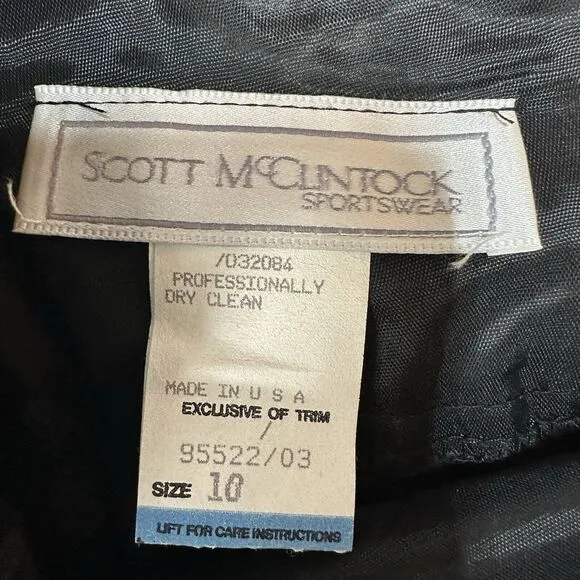 SCOTT McCLINTOCK
SPORTSWEAR
/032084
PROFESSIONALLY
DRY CLEAN
MADE IN U S A
EXCLUSIVE OF TRIM
/
95522/03
SIZE 10
LIFT FOR CARE INSTRUCTIONS